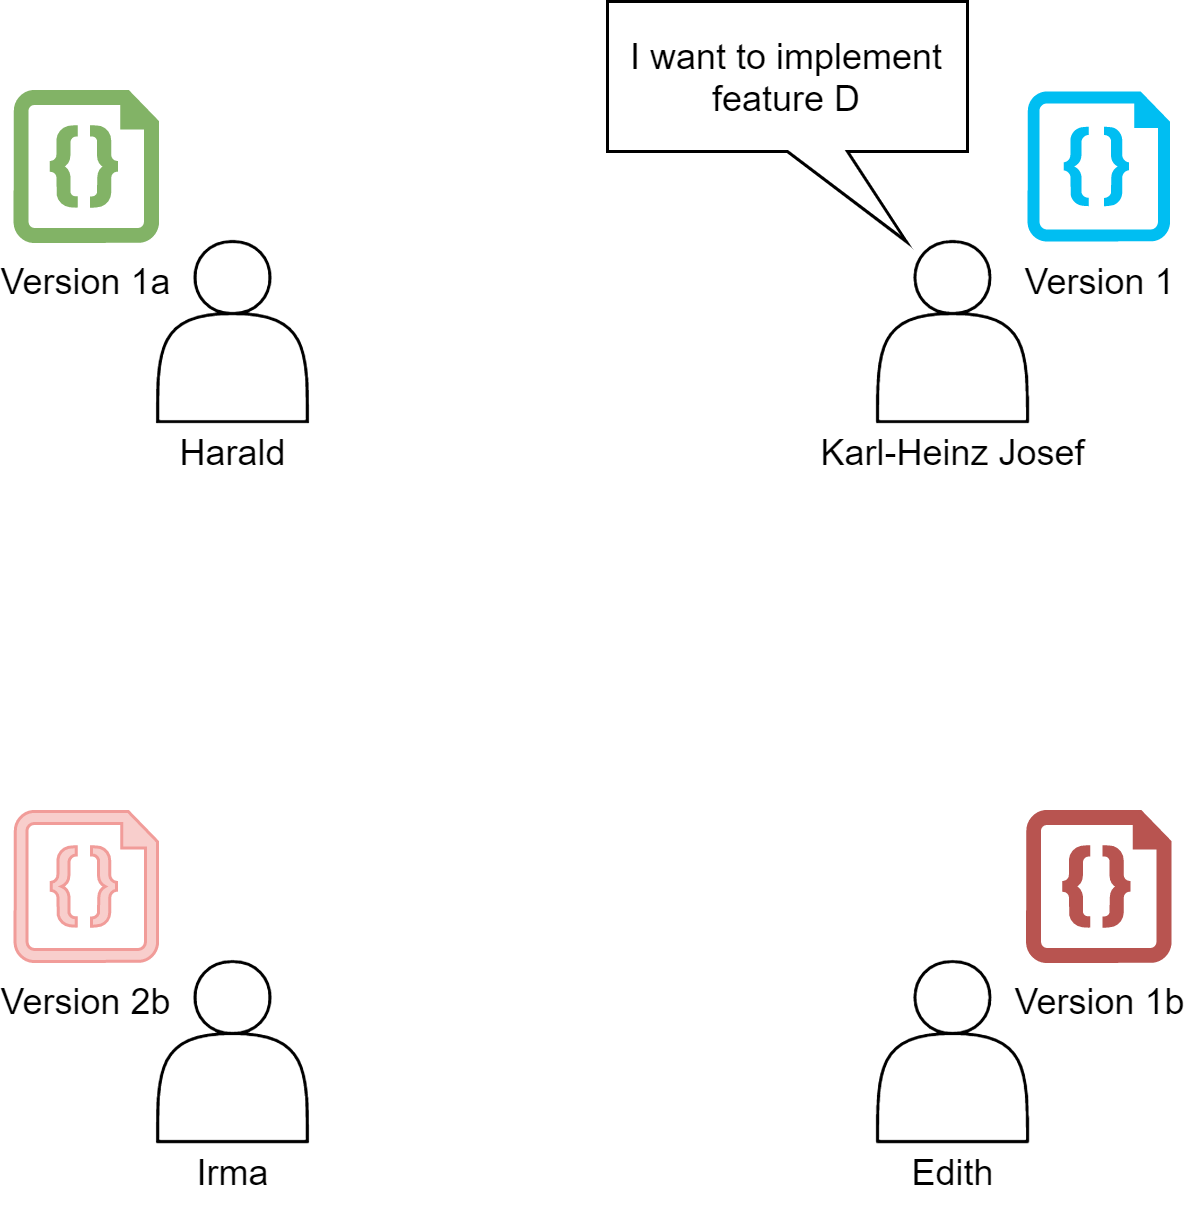 I want to implement
feature D
{}
{}
Version 1a
Version 1
Harald
Karl-Heinz Josef
{}
{}
Version 2b
Version 1b
Irma
Edith